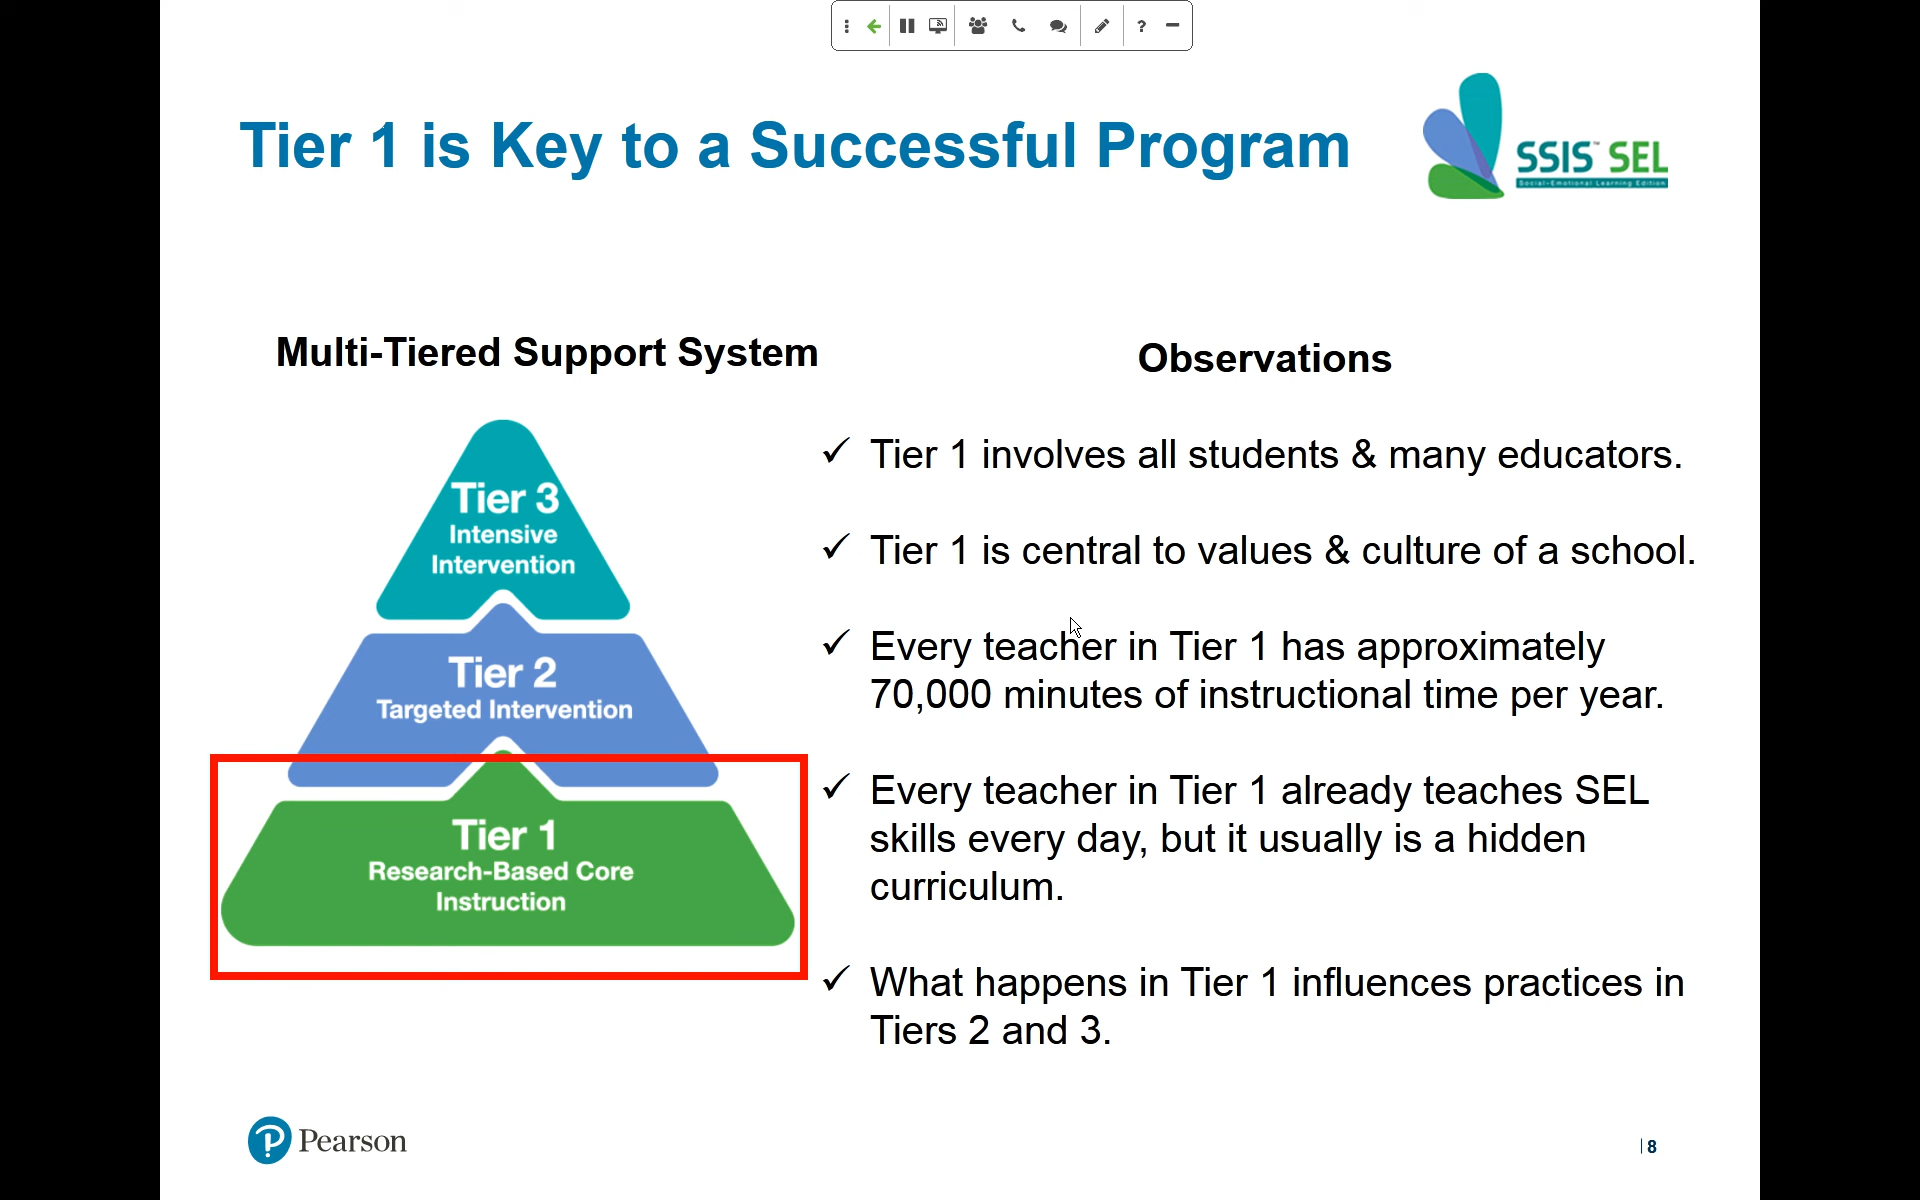 Tier 1 is Key to a Successful Program
SSIS™ SEL
Social-Emotional Learning Edition
Multi-Tiered Support System
Tier 3
Intensive
Intervention
Tier 2
Targeted Intervention
Tier 1
Research-Based Core
Instruction
Observations
✓ Tier 1 involves all students & many educators.
✓ Tier 1 is central to values & culture of a school.
✓ Every teacher in Tier 1 has approximately
70,000 minutes of instructional time per year.
✓ Every teacher in Tier 1 already teaches SEL
skills every day, but it usually is a hidden
curriculum.
✓ What happens in Tier 1 influences practices in
Tiers 2 and 3.
Pearson
| 8